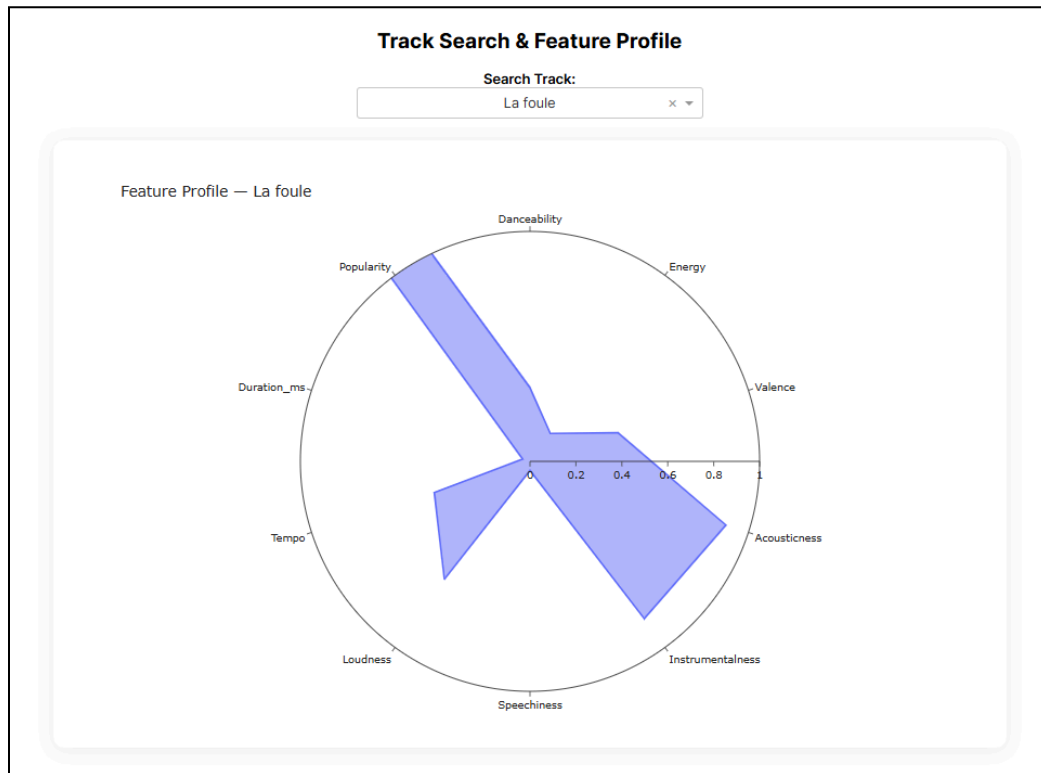 Track Search & Feature Profile
Search Track:
La foule
Feature Profile — La foule
Danceability
Popularity
Energy
Duration_ms
Valence
0 0.2 0.4 0.6 0.8 1
Tempo
Acousticness
Loudness
Instrumentalness
Speechiness